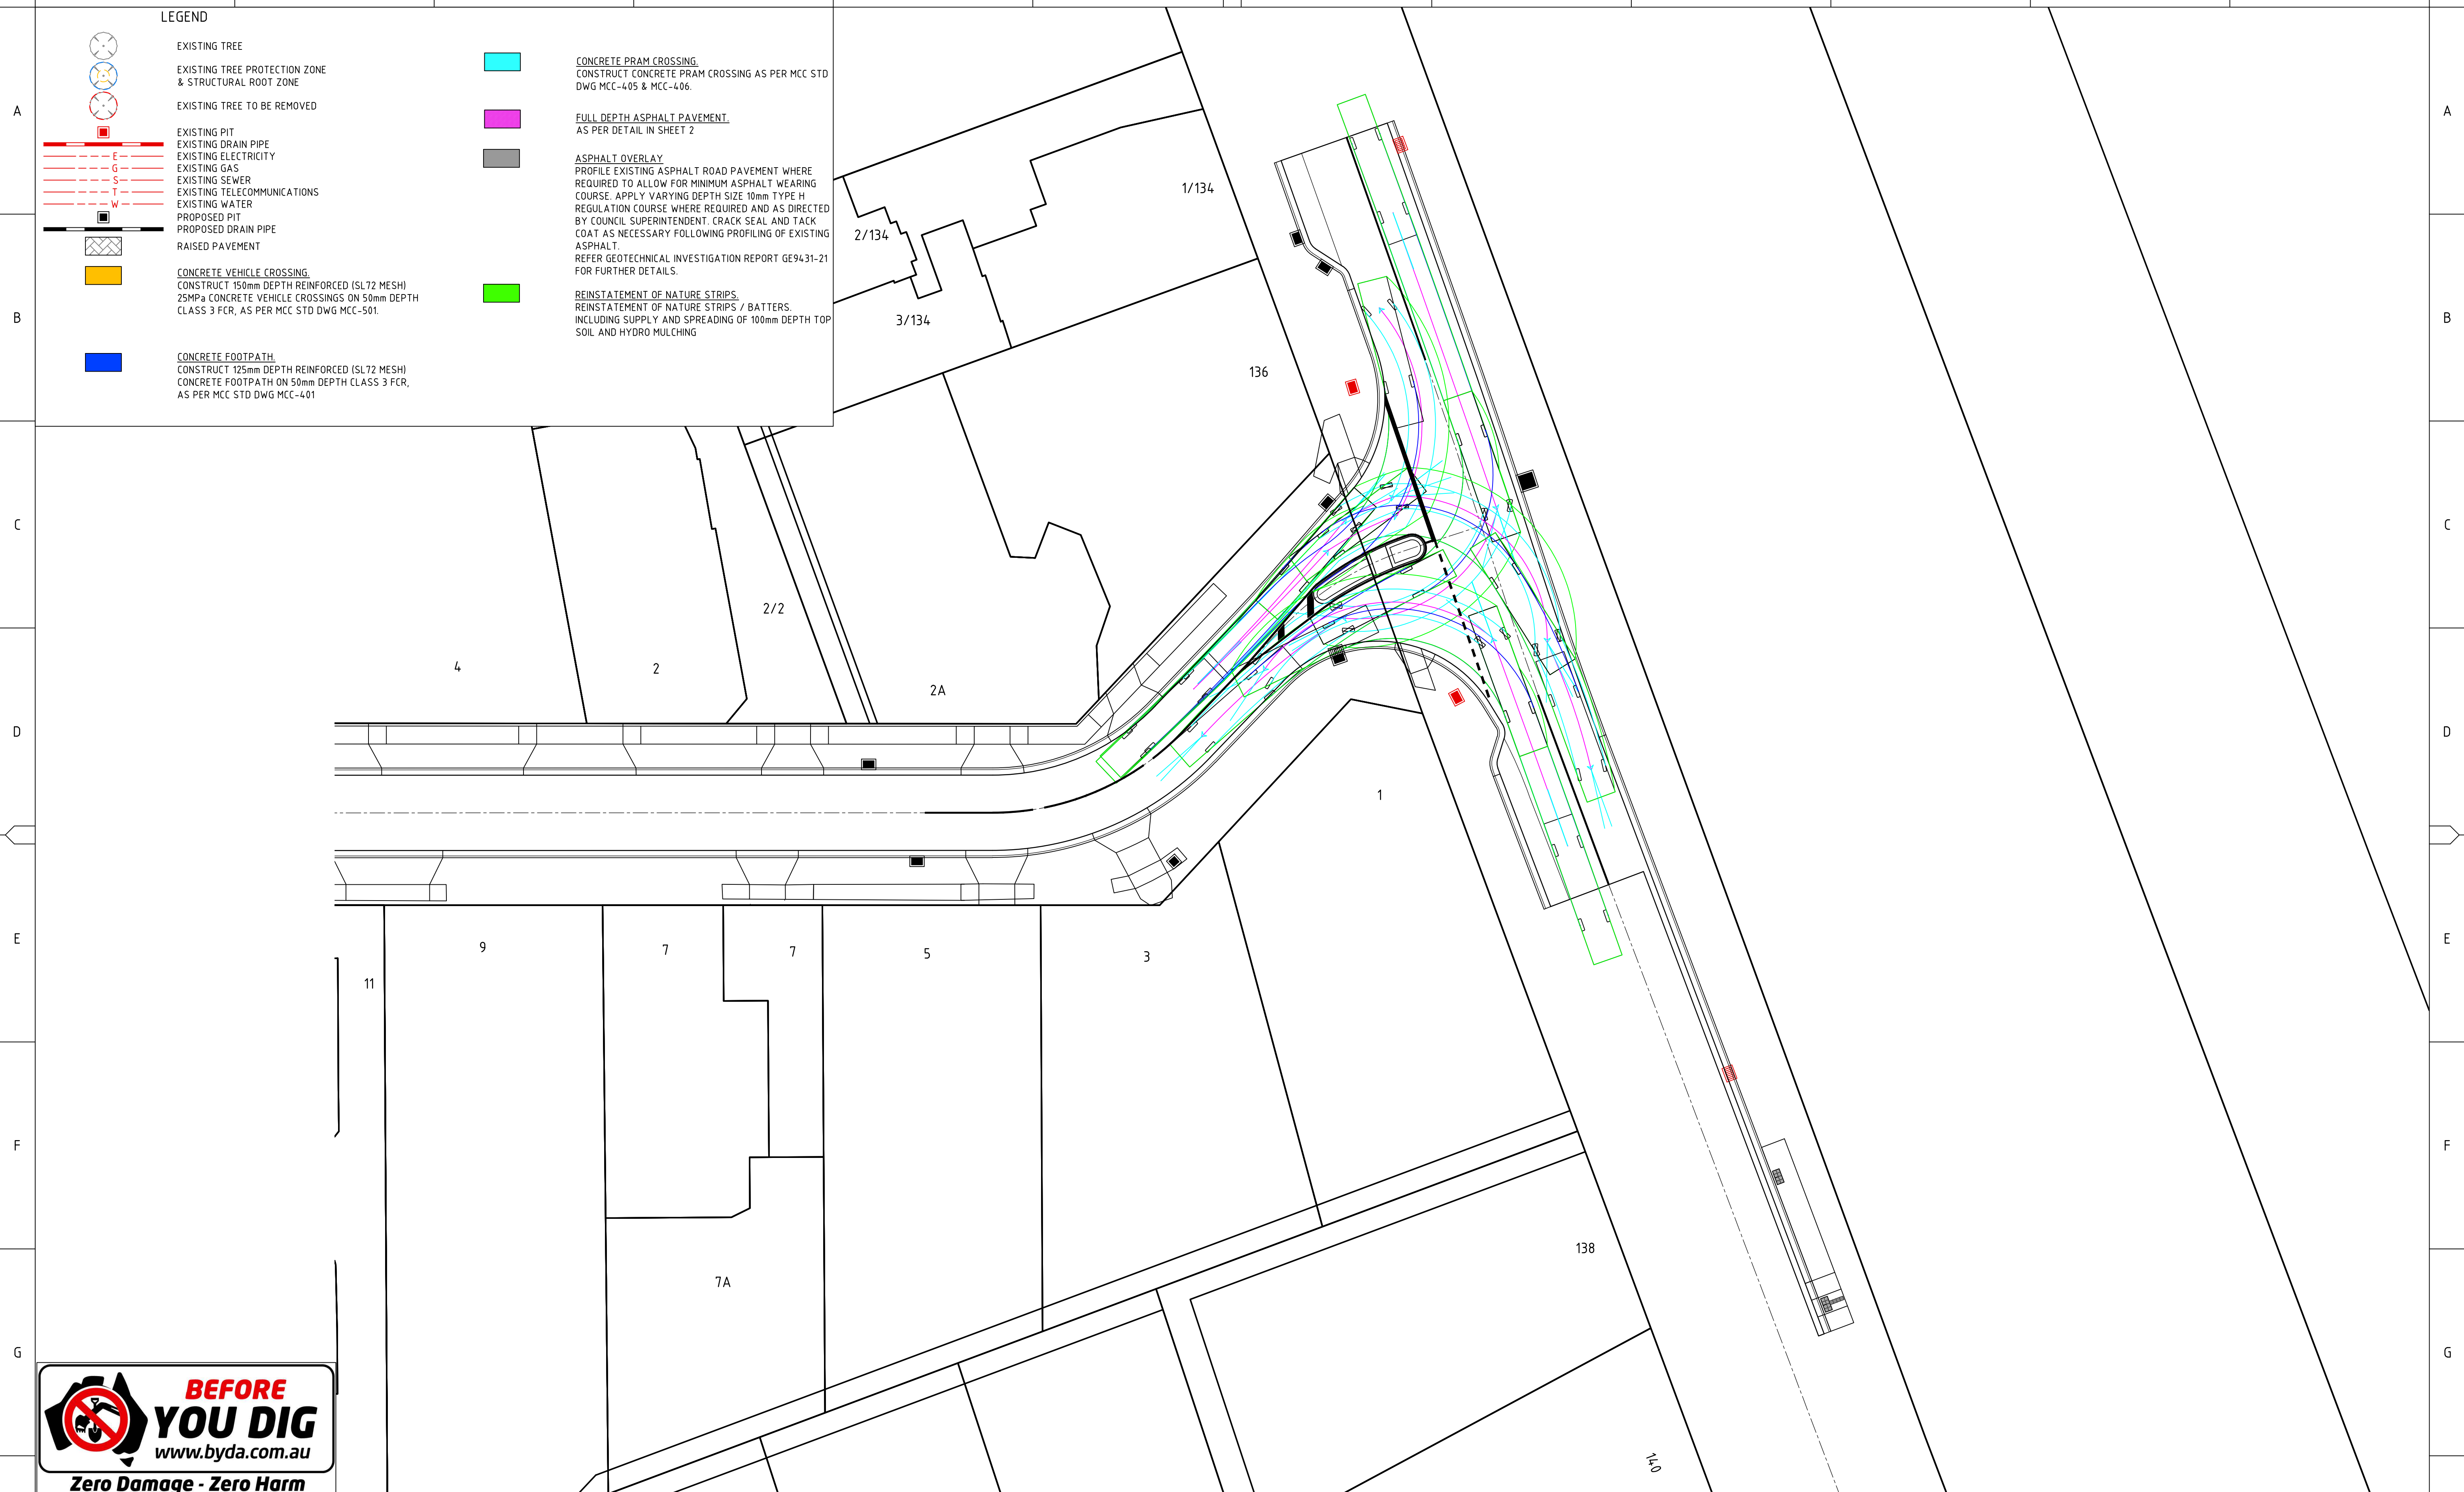 LEGEND
EXISTING TREE
EXISTING TREE PROTECTION ZONE
& STRUCTURAL ROOT ZONE
EXISTING TREE TO BE REMOVED
EXISTING PIT
EXISTING DRAIN PIPE
E
EXISTING ELECTRICITY
G
EXISTING GAS
S
EXISTING SEWER
T
EXISTING TELECOMMUNICATIONS
W
EXISTING WATER
PROPOSED PIT
PROPOSED DRAIN PIPE
RAISED PAVEMENT
CONCRETE VEHICLE CROSSING.
CONSTRUCT 150mm DEPTH REINFORCED (SL72 MESH)
25MPa CONCRETE VEHICLE CROSSINGS ON 50mm DEPTH
CLASS 3 FCR, AS PER MCC STD DWG MCC-501.
CONCRETE FOOTPATH.
CONSTRUCT 125mm DEPTH REINFORCED (SL72 MESH)
CONCRETE FOOTPATH ON 50mm DEPTH CLASS 3 FCR,
AS PER MCC STD DWG MCC-401
CONCRETE PRAM CROSSING.
CONSTRUCT CONCRETE PRAM CROSSING AS PER MCC STD
DWG MCC-405 & MCC-406.
FULL DEPTH ASPHALT PAVEMENT.
AS PER DETAIL IN SHEET 2
ASPHALT OVERLAY
PROFILE EXISTING ASPHALT ROAD PAVEMENT WHERE
REQUIRED TO ALLOW FOR MINIMUM ASPHALT WEARING
COURSE. APPLY VARYING DEPTH SIZE 10mm TYPE H
REGULATION COURSE WHERE REQUIRED AND AS DIRECTED
BY COUNCIL SUPERINTENDENT. CRACK SEAL AND TACK
COAT AS NECESSARY FOLLOWING PROFILING OF EXISTING
ASPHALT.
REFER GEOTECHNICAL INVESTIGATION REPORT GE9431-21
FOR FURTHER DETAILS.
REINSTATEMENT OF NATURE STRIPS.
REINSTATEMENT OF NATURE STRIPS / BATTERS.
INCLUDING SUPPLY AND SPREADING OF 100mm DEPTH TOP
SOIL AND HYDRO MULCHING
A
A
1/134
2/134
B
3/134
B
136
C
C
2/2
4
2
2A
D
D
1
E
9
7
7
5
3
E
11
F
F
138
7A
G
G
140
BEFORE
YOU DIG
www.byda.com.au
Zero Damage - Zero Harm